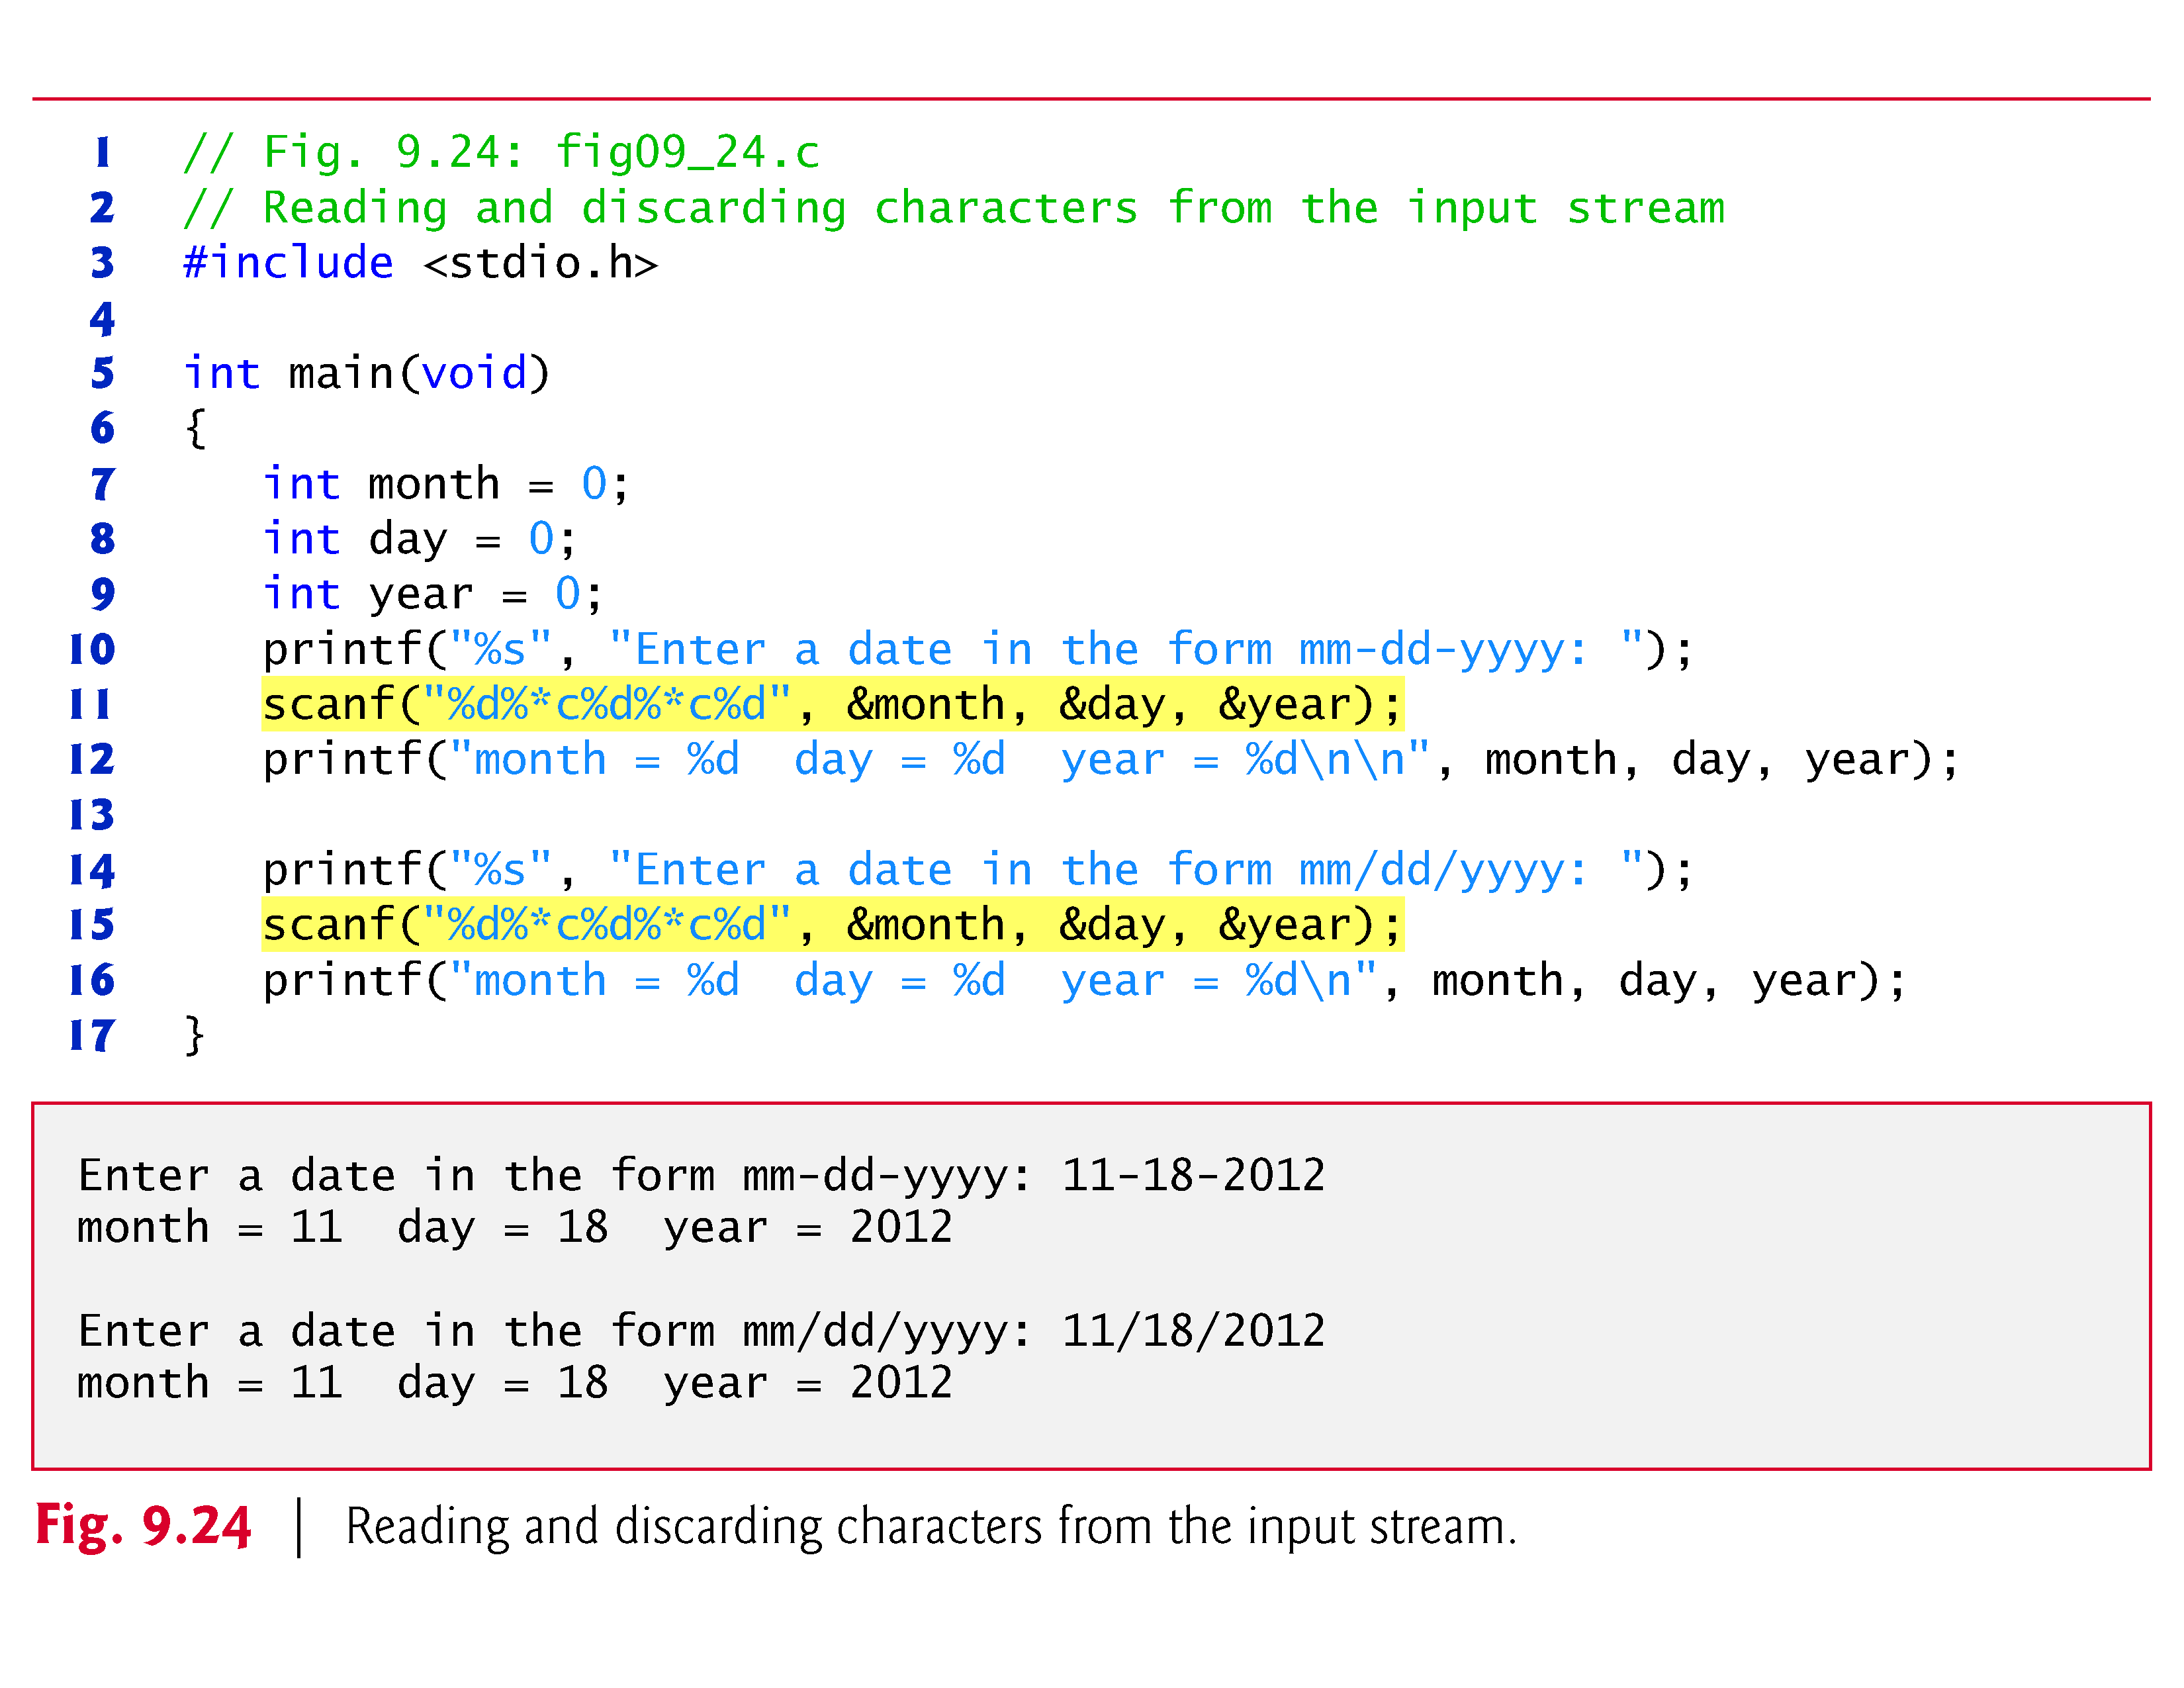 1 // Fig. 9.24: fig09_24.c
2 // Reading and discarding characters from the input stream
3 #include <stdio.h>
4
5 int main(void)
6 {
7    int month = 0;
8    int day = 0;
9    int year = 0;
10    printf("%s", "Enter a date in the form mm-dd-yyyy: ");
11    scanf("%d%*c%d%*c%d", &month, &day, &year);
12    printf("month = %d  day = %d  year = %d\n\n", month, day, year);
13
14    printf("%s", "Enter a date in the form mm/dd/yyyy: ");
15    scanf("%d%*c%d%*c%d", &month, &day, &year);
16    printf("month = %d  day = %d  year = %d\n", month, day, year);
17 }
Enter a date in the form mm-dd-yyyy: 11-18-2012
month = 11  day = 18  year = 2012
Enter a date in the form mm/dd/yyyy: 11/18/2012
month = 11  day = 18  year = 2012
Fig. 9.24 | Reading and discarding characters from the input stream.